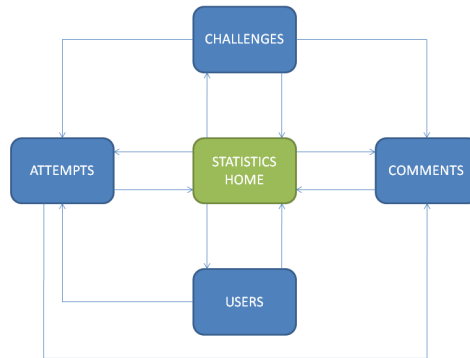 CHALLENGES
ATTEMPTS
STATISTICS
HOME
COMMENTS
USERS